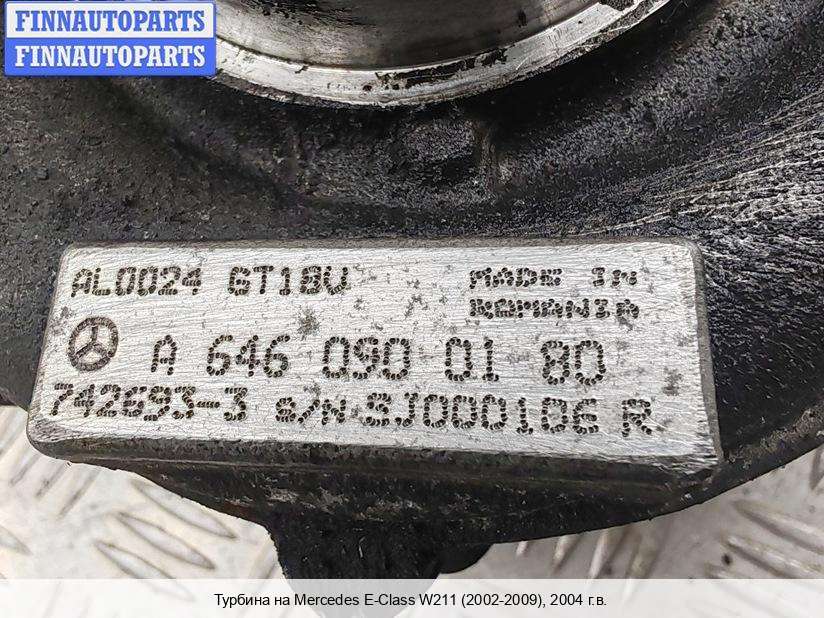 FINNAUTOPARTS
FINNAUTOPARTS
AL0024 GT18V MADE IN
ROMANIA
A 646 090 01 80
742693-3 S/N.SJ000106 R
Турбина на Mercedes E-Class W211 (2002-2009), 2004 г.в.